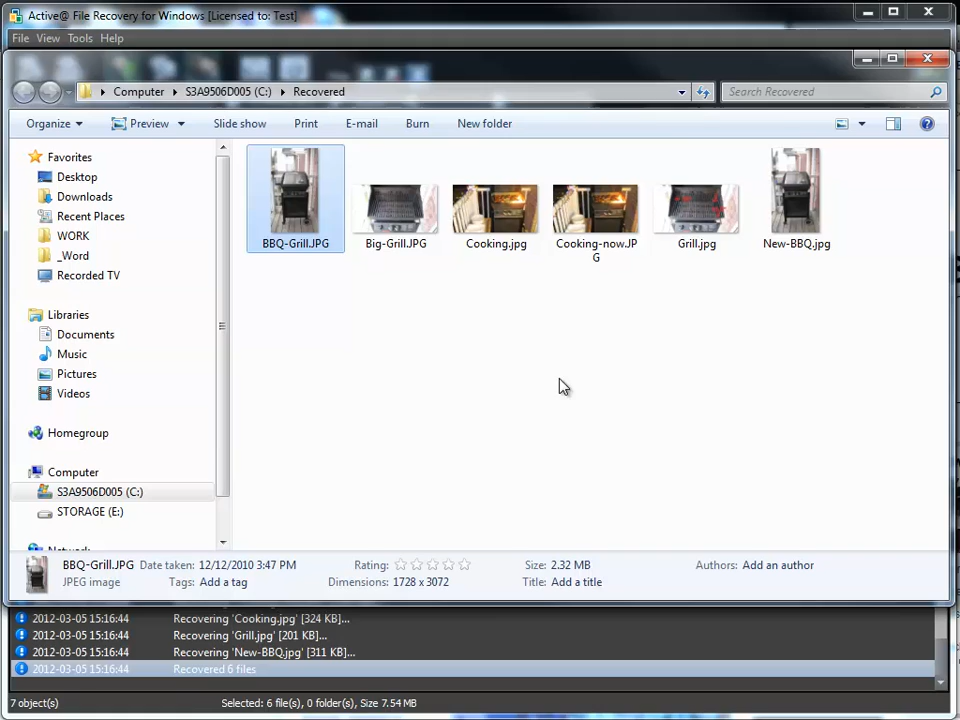 Active@ File Recovery for Windows [Licensed to: Test]
File View Tools Help
Computer S3A9506D005 (C:) Recovered
Search Recovered
Organize Preview Slide show Print E-mail Burn New folder
Favorites
Desktop
Downloads
Recent Places
WORK
_Word
Recorded TV
Libraries
Documents
Music
Pictures
Videos
Homegroup
Computer
S3A9506D005 (C:)
STORAGE (E:)
Network
BBQ-Grill.JPG
Big-Grill.JPG
Cooking.jpg
Cooking-now.JP
G
Grill.jpg
New-BBQ.jpg
BBQ-Grill.JPG Date taken: 12/12/2010 3:47 PM Rating: Size: 2.32 MB Authors: Add an author
JPEG image Tags: Add a tag Dimensions: 1728 x 3072 Title: Add a title
2012-03-05 15:16:44 Recovering 'Cooking.jpg' [324 KB]...
2012-03-05 15:16:44 Recovering 'Grill.jpg' [201 KB]...
2012-03-05 15:16:44 Recovering 'New-BBQ.jpg' [311 KB]...
2012-03-05 15:16:44 Recovered 6 files
7 object(s) Selected: 6 file(s), 0 folder(s), Size 7.54 MB